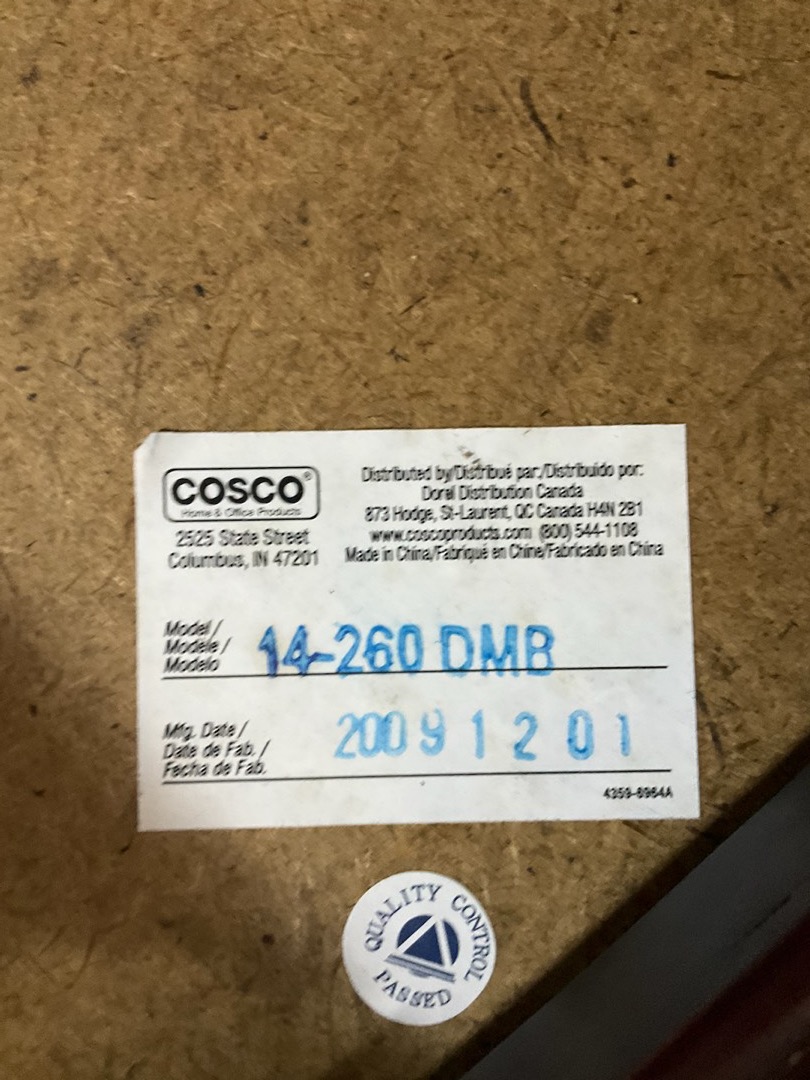 COSCO®
Home & Office Products
2525 State Street
Columbus, IN 47201
Distributed by/Distribué par:/Distribuido por:
Dorel Distribution Canada
873 Hodge, St-Laurent, QC Canada H4N 2B1
www.coscoproducts.com (800) 544-1108
Made in China/Fabriqué en Chine/Fabricado en China
Model/
Modele/
Modelo
14-260 DMB
Mfg. Date/
Date de Fab./
Fecha de Fab.
20091201
4359-6964A
QUALITY CONTROL
PASSED